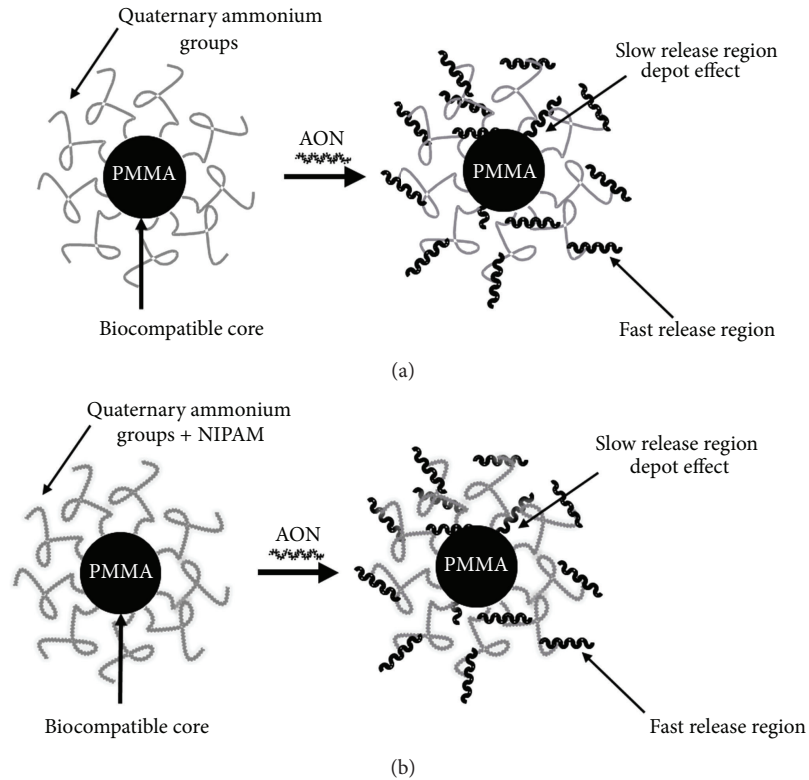 Quaternary ammonium
groups
PMMA
Biocompatible core
AON
Slow release region
depot effect
PMMA
Fast release region
(a)
Quaternary ammonium
groups + NIPAM
PMMA
Biocompatible core
AON
Slow release region
depot effect
PMMA
Fast release region
(b)